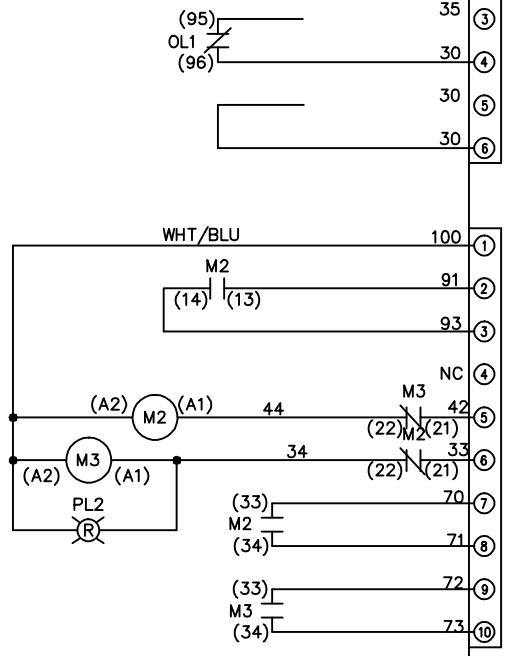 (95) 35 3
OL1
(96) 30 4
30 5
30 6
WHT/BLU 100 1
M2 91 2
(14) (13)
93 3
NC 4
M3
(A2) M2 (A1) 44 42 5
(22) (21)
M2
M3 34 33 6
(A2) (A1) (22) (21)
PL2
R
(33) 70 7
M2
(34) 71 8
(33) 72 9
M3
(34) 73 10